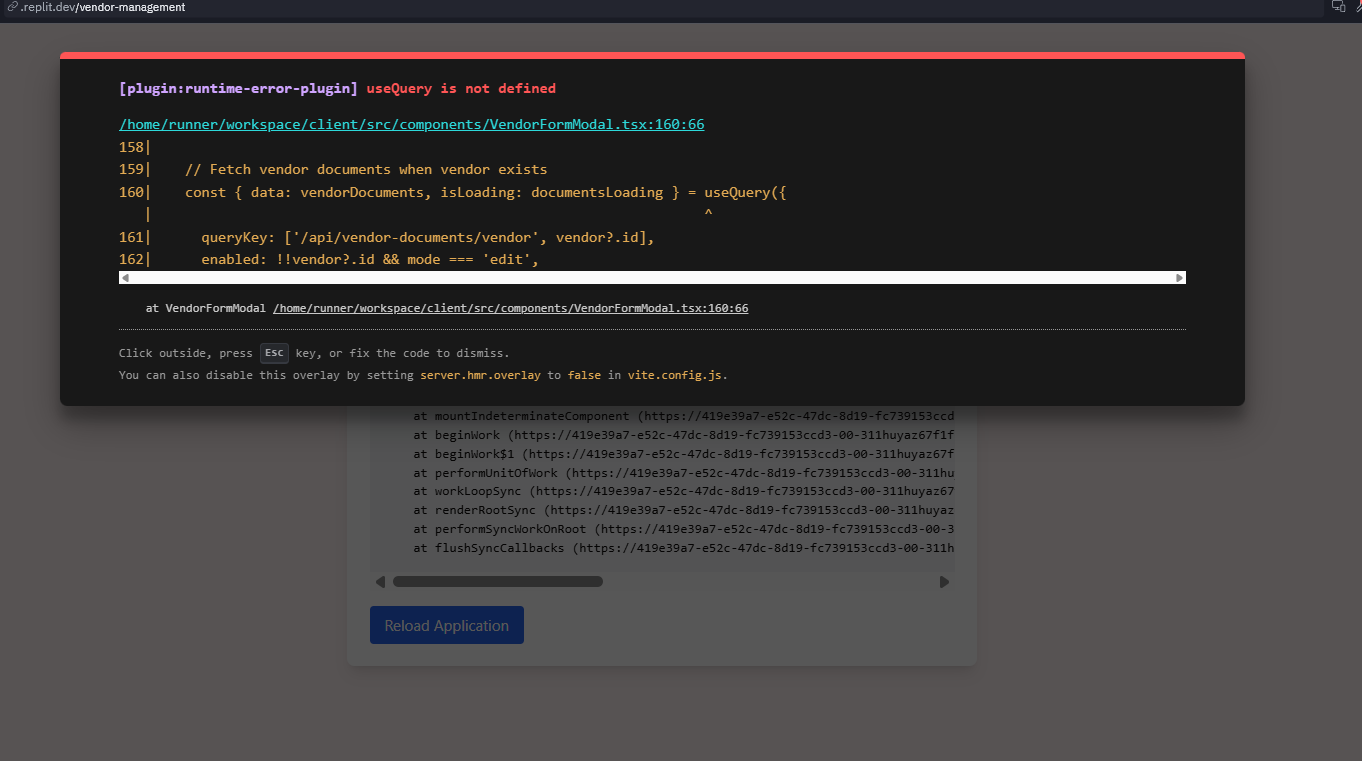 .replit.dev/vendor-management
[plugin:runtime-error-plugin] useQuery is not defined
/home/runner/workspace/client/src/components/VendorFormModal.tsx:160:66
158|
159|    // Fetch vendor documents when vendor exists
160|    const { data: vendorDocuments, isLoading: documentsLoading } = useQuery({
   |                                                                   ^
161|      queryKey: ['/api/vendor-documents/vendor', vendor?.id],
162|      enabled: !!vendor?.id && mode === 'edit',
at VendorFormModal /home/runner/workspace/client/src/components/VendorFormModal.tsx:160:66
Click outside, press Esc key, or fix the code to dismiss.
You can also disable this overlay by setting server.hmr.overlay to false in vite.config.js.
at mountIndeterminateComponent (https://419e39a7-e52c-47dc-8d19-fc739153ccd
at beginWork (https://419e39a7-e52c-47dc-8d19-fc739153ccd3-00-311huyaz67f1f
at beginWork$1 (https://419e39a7-e52c-47dc-8d19-fc739153ccd3-00-311huyaz67f
at performUnitOfWork (https://419e39a7-e52c-47dc-8d19-fc739153ccd3-00-311hu
at workLoopSync (https://419e39a7-e52c-47dc-8d19-fc739153ccd3-00-311huyaz67
at renderRootSync (https://419e39a7-e52c-47dc-8d19-fc739153ccd3-00-311huyaz
at performSyncWorkOnRoot (https://419e39a7-e52c-47dc-8d19-fc739153ccd3-00-3
at flushSyncCallbacks (https://419e39a7-e52c-47dc-8d19-fc739153ccd3-00-311h
Reload Application